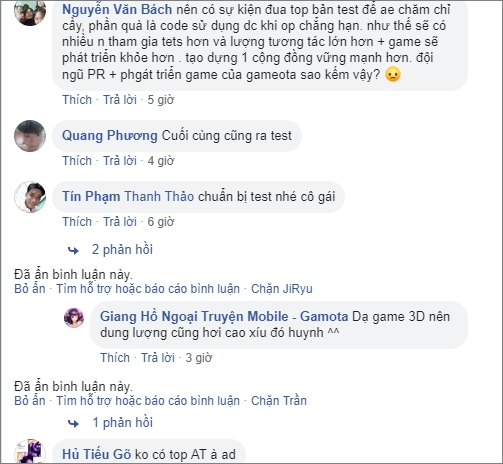 Nguyễn Văn Bách nên có sự kiện đua top bản test để ae chăm chỉ
cầy, phần quà là code sử dụng dc khi op chẳng hạn. như thế sẽ có
nhiều n tham gia tets hơn và lượng tương tác lớn hơn + game sẽ
phát triển khỏe hơn . tạo dựng 1 cộng đồng vững mạnh hơn. đội
ngũ PR + phgát triển game của gameota sao kém vậy?
Thích · Trả lời · 5 giờ
Quang Phương Cuối cùng cũng ra test
Thích · Trả lời · 4 giờ
Tín Phạm Thanh Thảo chuẩn bị test nhé cô gái
Thích · Trả lời · 6 giờ
2 phản hồi
Đã ẩn bình luận này.
Bỏ ẩn · Tìm hỗ trợ hoặc báo cáo bình luận · Chặn JiRyu
Giang Hồ Ngoại Truyện Mobile - Gamota Dạ game 3D nên
dung lượng cũng hơi cao xíu đó huynh ^^
Thích · Trả lời · 3 giờ
Đã ẩn bình luận này.
Bỏ ẩn · Tìm hỗ trợ hoặc báo cáo bình luận · Chặn Trần
1 phản hồi
Hủ Tiếu Gõ ko có top AT à ad